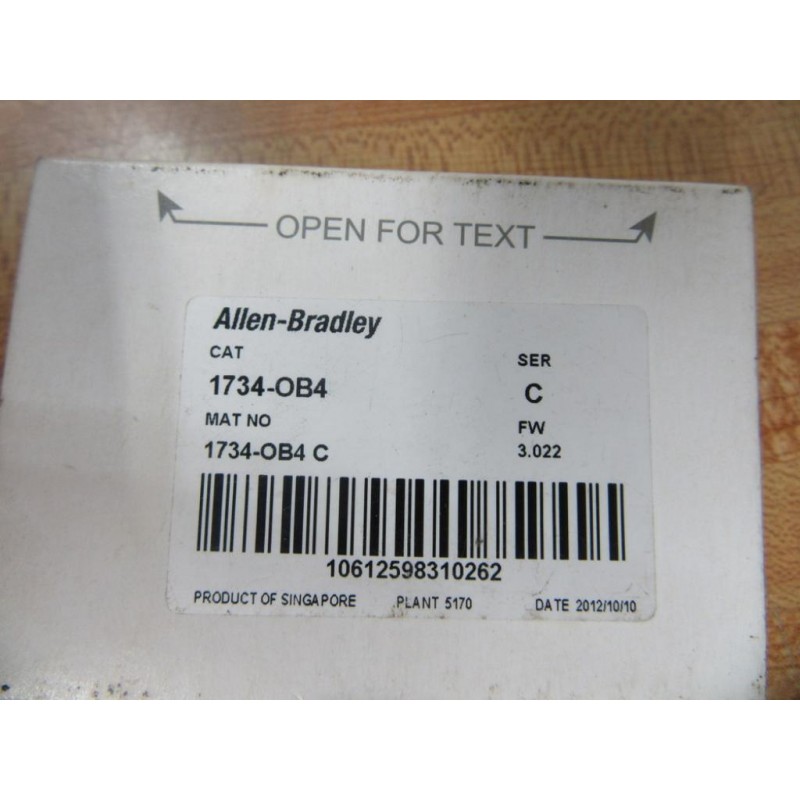 OPEN FOR TEXT
Allen-Bradley
CAT SER
1734-OB4 C
MAT NO FW
1734-OB4 C 3.022
10612598310262
PRODUCT OF SINGAPORE PLANT 5170 DATE 2012/10/10